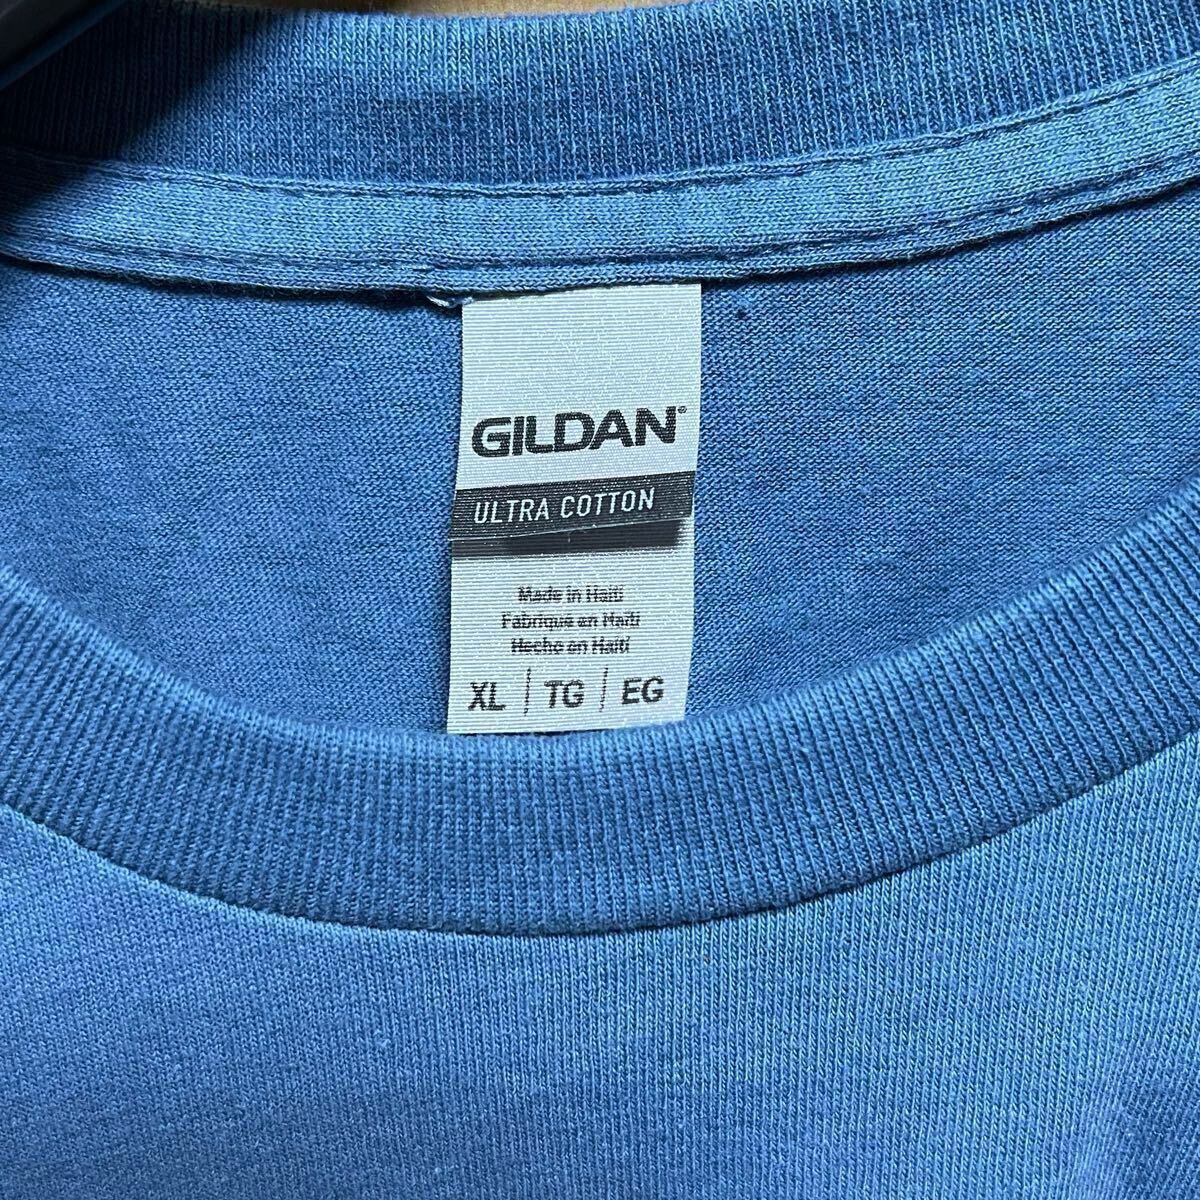 GILDAN®
ULTRA COTTON
Made in Haiti
Fabriqué en Haïti
Hecho en Haití
XL | TG | EG